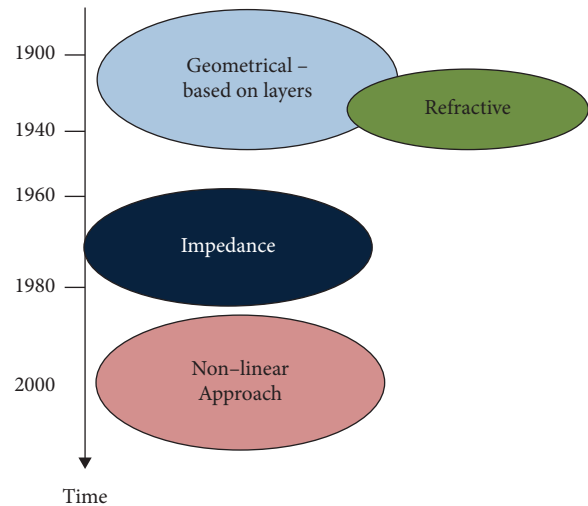 1900
Geometrical –
based on layers
Refractive
1940
1960
Impedance
1980
Non–linear
Approach
2000
Time